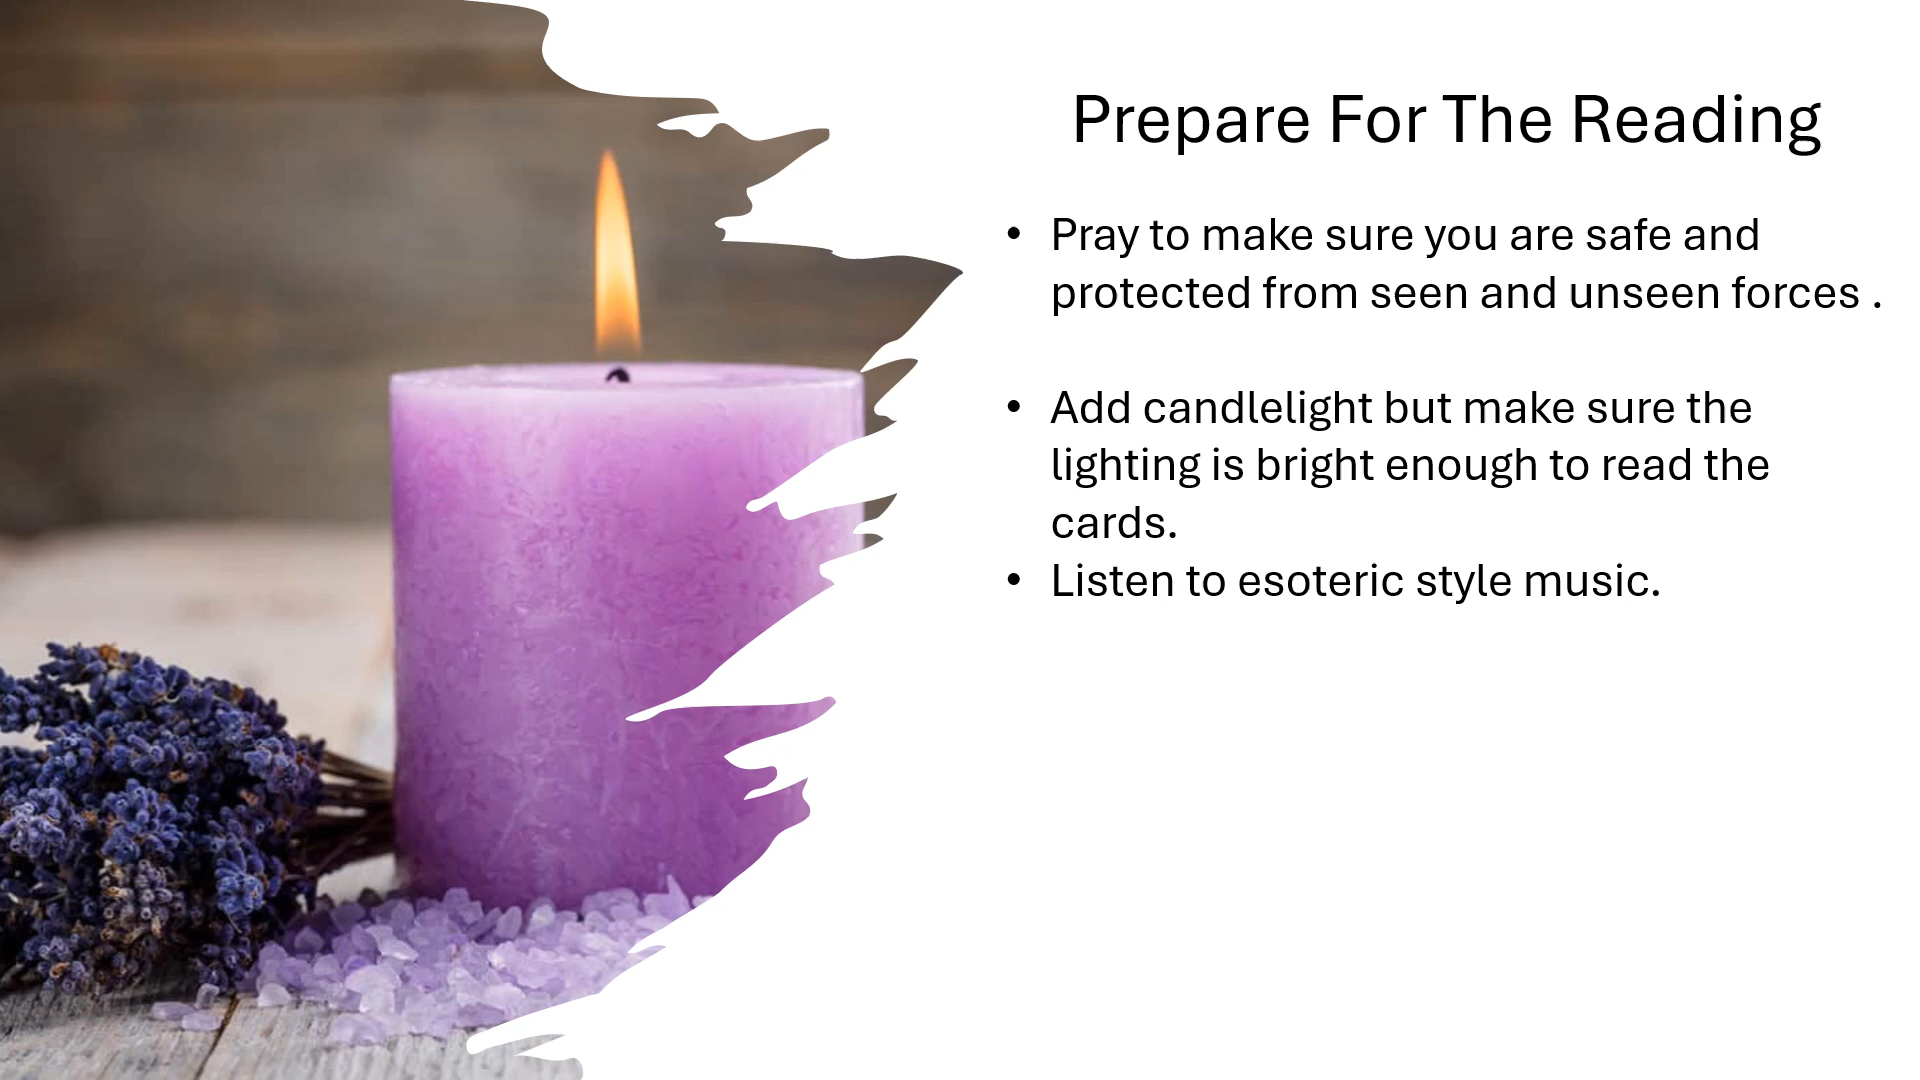 Prepare For The Reading
• Pray to make sure you are safe and
protected from seen and unseen forces .
• Add candlelight but make sure the
lighting is bright enough to read the
cards.
• Listen to esoteric style music.